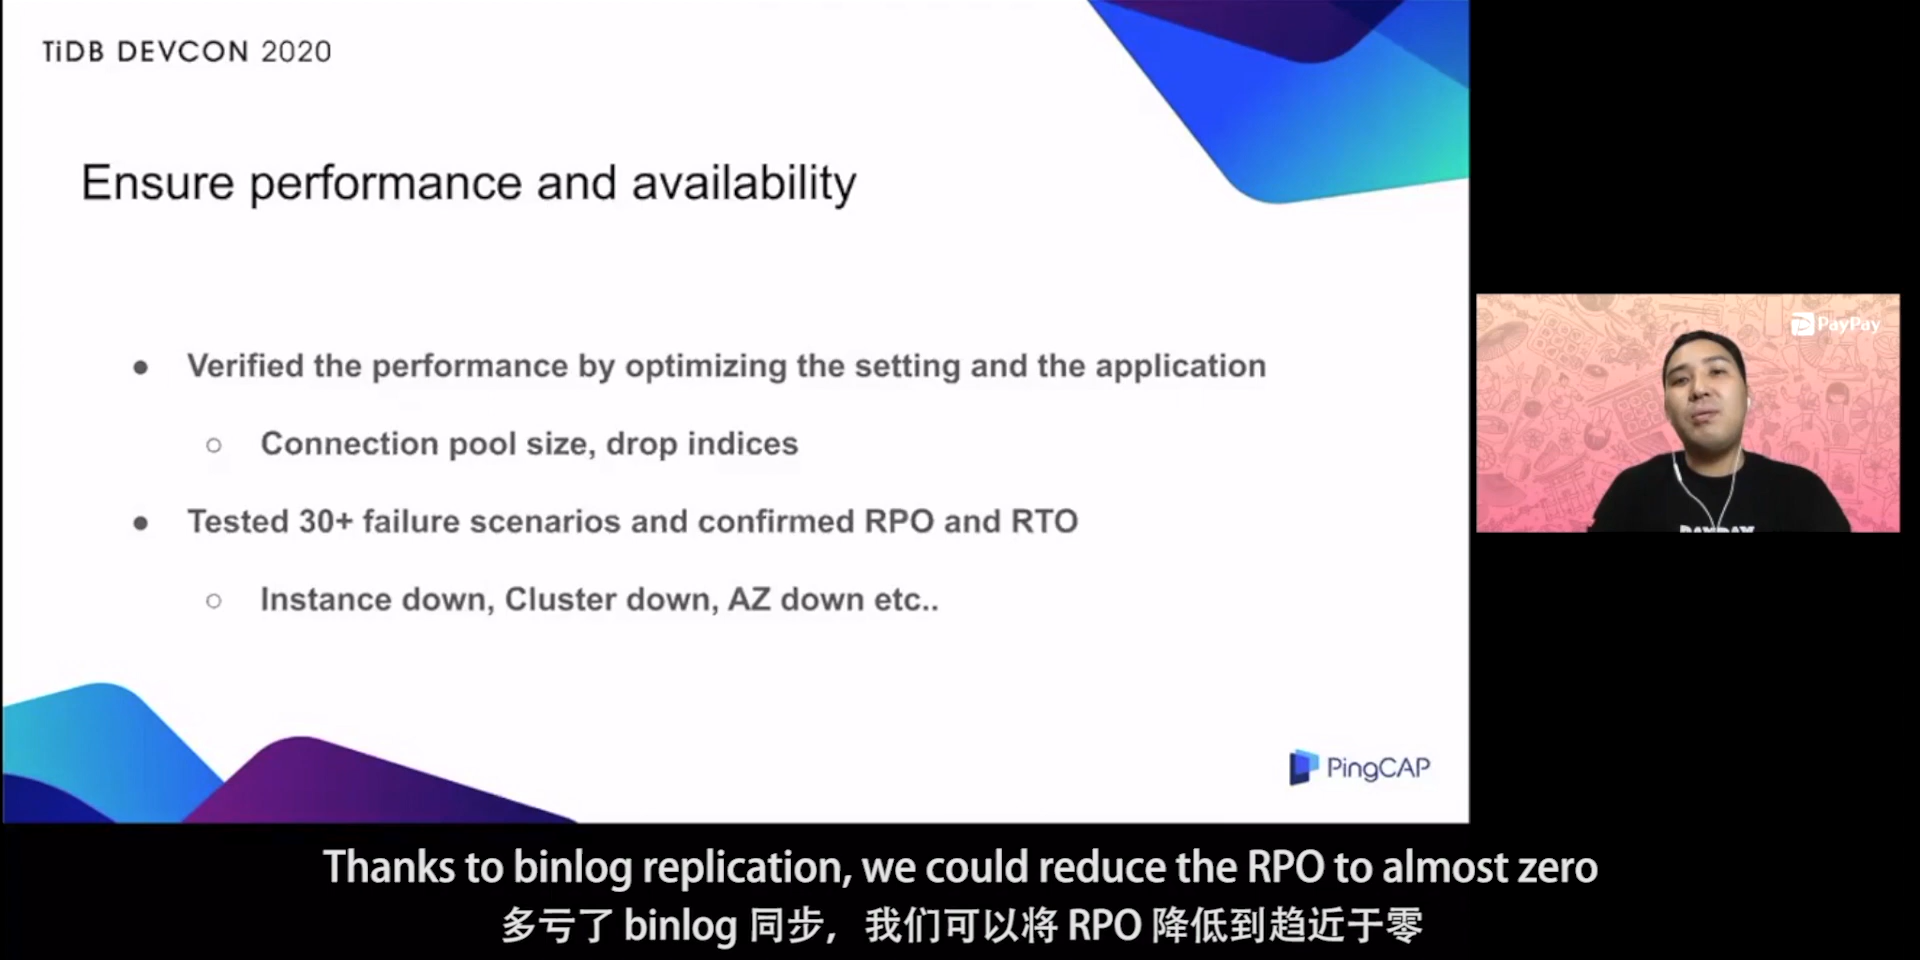 TiDB DEVCON 2020
Ensure performance and availability
Verified the performance by optimizing the setting and the application
Connection pool size, drop indices
Tested 30+ failure scenarios and confirmed RPO and RTO
Instance down, Cluster down, AZ down etc..
PingCAP
PayPay
Thanks to binlog replication, we could reduce the RPO to almost zero
多亏了 binlog 同步，我们可以将 RPO 降低到趋近于零